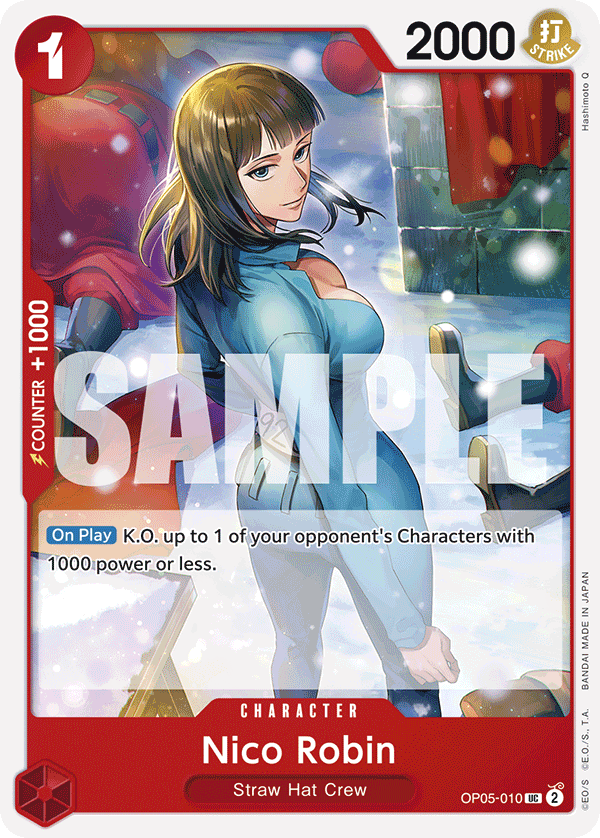 1
2000
打
STRIKE
Hashimoto Q
COUNTER +1000
SAMPLE
92
On Play K.O. up to 1 of your opponent's Characters with
1000 power or less.
CHARACTER
Nico Robin
Straw Hat Crew
OP05-010 UC 2
©E.O/S ©E.O./S., T.A. BANDAI MADE IN JAPAN